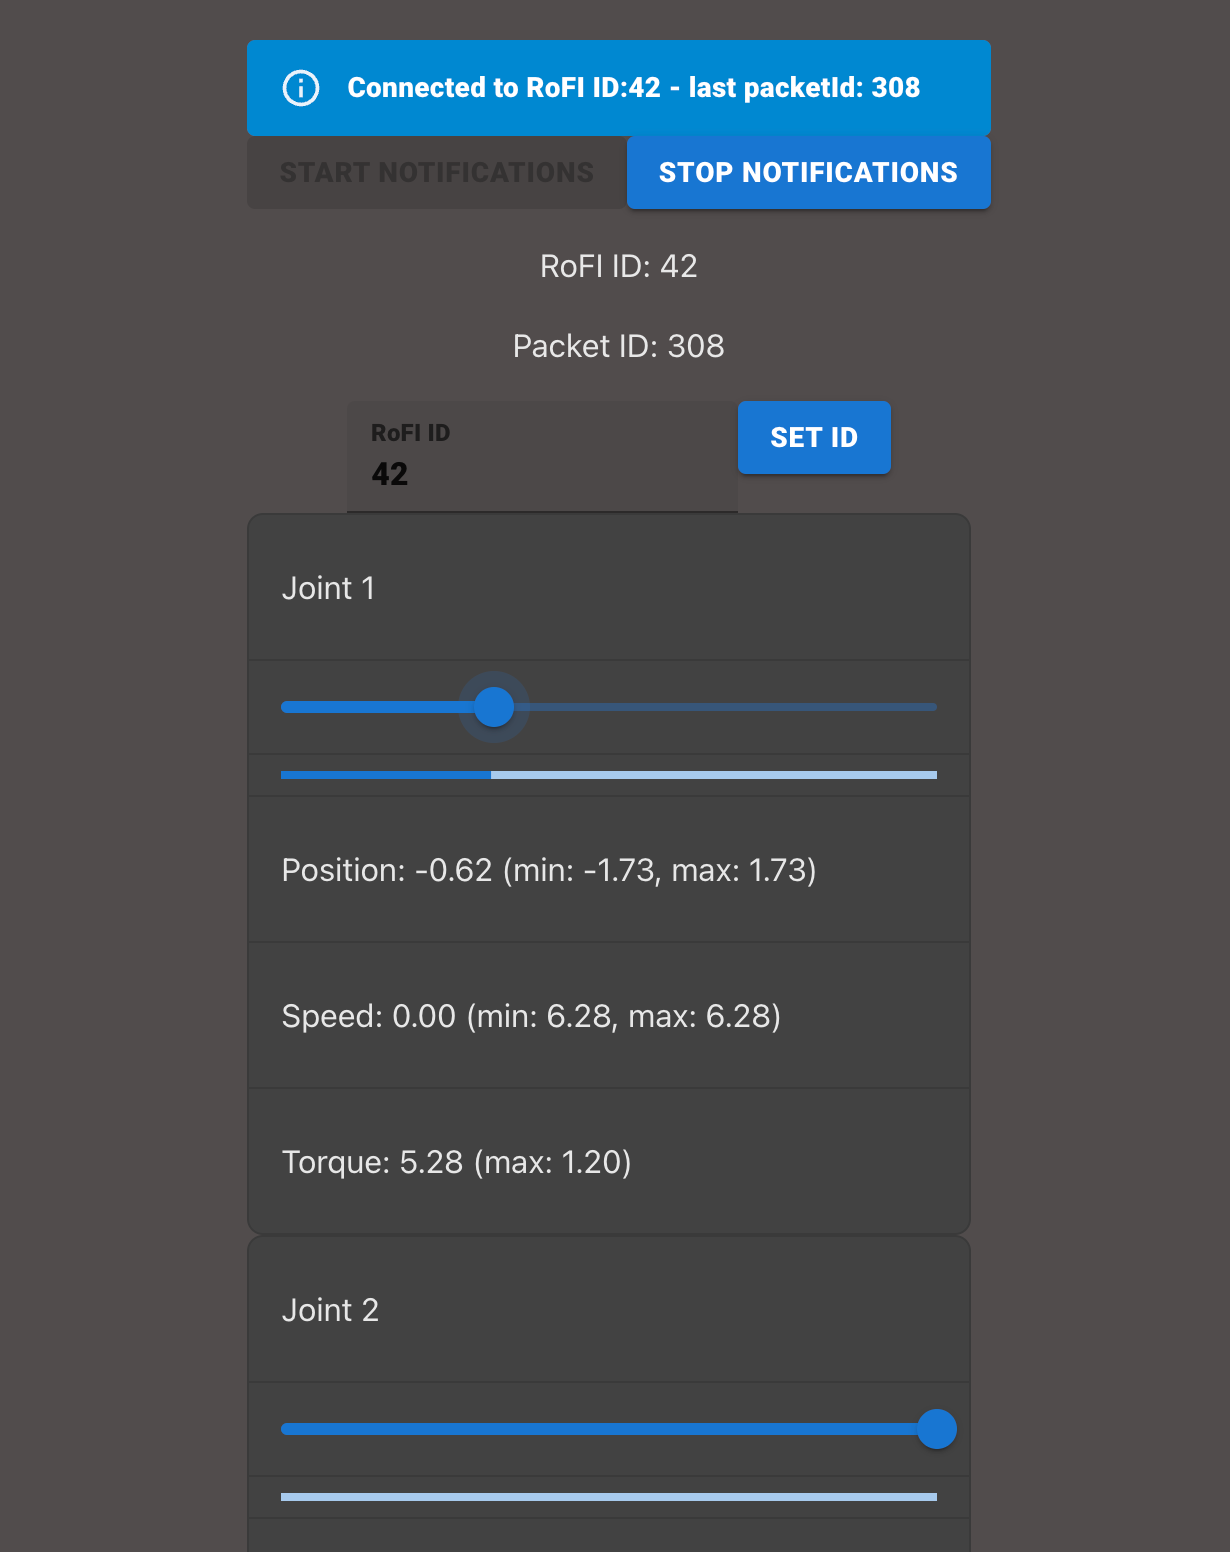 Connected to RoFI ID:42 - last packetId: 308
START NOTIFICATIONS STOP NOTIFICATIONS
RoFI ID: 42
Packet ID: 308
RoFI ID
42
SET ID
Joint 1
Position: -0.62 (min: -1.73, max: 1.73)
Speed: 0.00 (min: 6.28, max: 6.28)
Torque: 5.28 (max: 1.20)
Joint 2